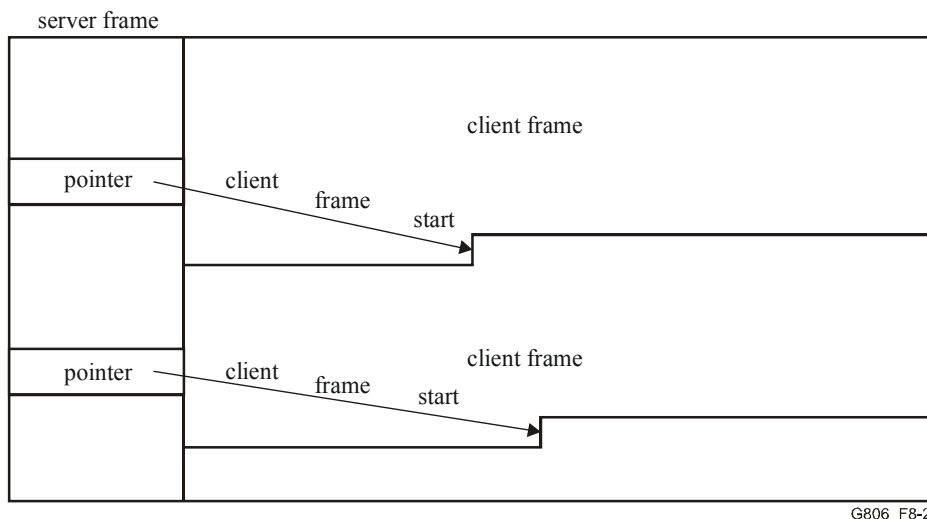 server frame
client frame
pointer
client
frame
start
client frame
pointer
client
frame
start
G806_F8-2